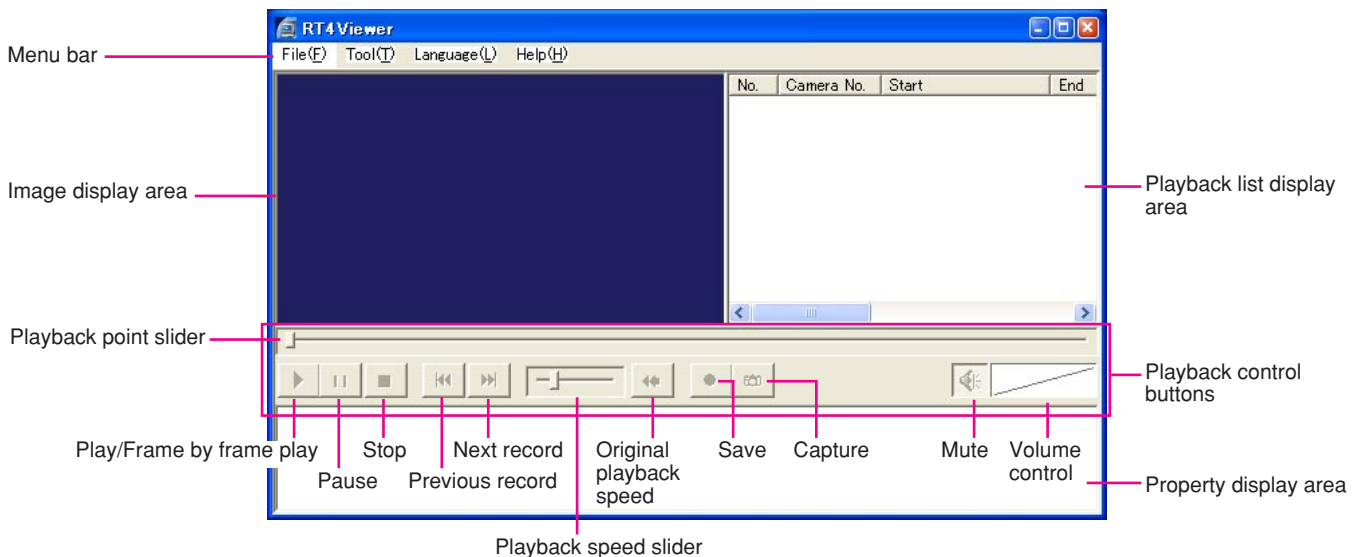 RT4Viewer
Menu bar
File(F) Tool(T) Language(L) Help(H)
No. Camera No. Start End
Image display area
Playback list display
area
Playback point slider
Playback control
buttons
Play/Frame by frame play
Stop
Next record
Original
playback
speed
Save
Capture
Mute
Volume
control
Pause
Previous record
Property display area
Playback speed slider